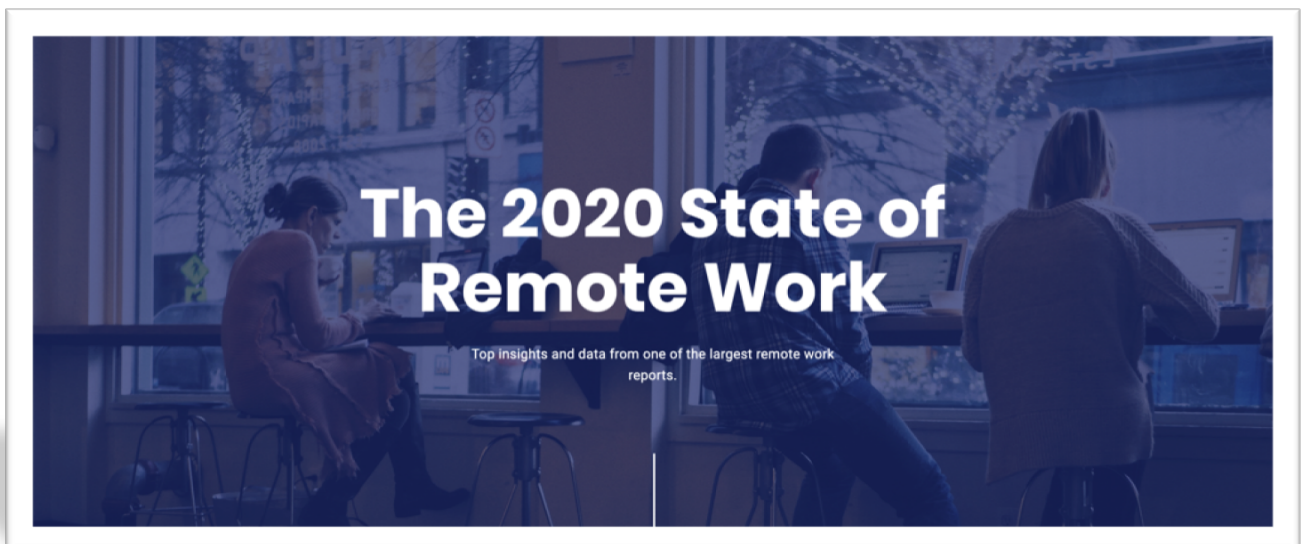 The 2020 State of
Remote Work
Top insights and data from one of the largest remote work
reports.